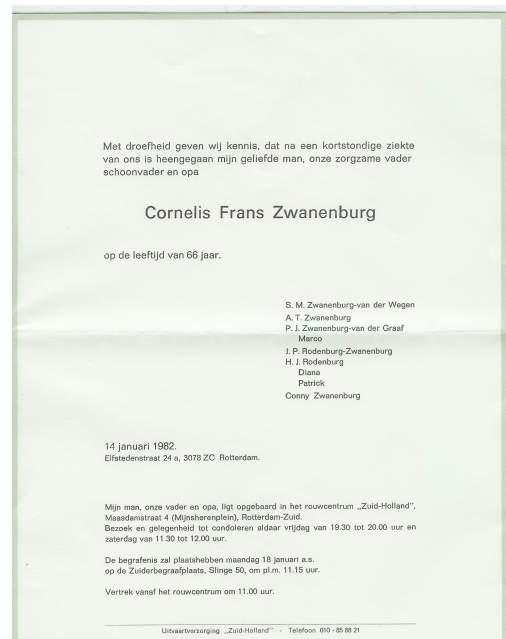 Met droefheid geven wij kennis, dat na een kortstondige ziekte
van ons is heengegaan mijn geliefde man, onze zorgzame vader
schoonvader en opa
Cornelis Frans Zwanenburg
op de leeftijd van 66 jaar.
S. M. Zwanenburg-van der Wegen
A. T. Zwanenburg
P. J. Zwanenburg-van der Graaf
Marco
J. P. Rodenburg-Zwanenburg
H. J. Rodenburg
Diana
Patrick
Conny Zwanenburg
14 januari 1982.
Elfstedenstraat 24 a, 3078 ZC Rotterdam.
Mijn man, onze vader en opa, ligt opgebaard in het rouwcentrum „Zuid-Holland",
Maasdamstraat 4 (Mijnsherenplein), Rotterdam-Zuid.
Bezoek en gelegenheid tot condoleren aldaar vrijdag van 19.30 tot 20.00 uur en
zaterdag van 11.30 tot 12.00 uur.
De begrafenis zal plaatshebben maandag 18 januari a.s.
op de Zuiderbegraafplaats, Slinge 50, om pl.m. 11.15 uur.
Vertrek vanaf het rouwcentrum om 11.00 uur.
Uitvaartverzorging „Zuid-Holland" - Telefoon 010 - 85 88 21